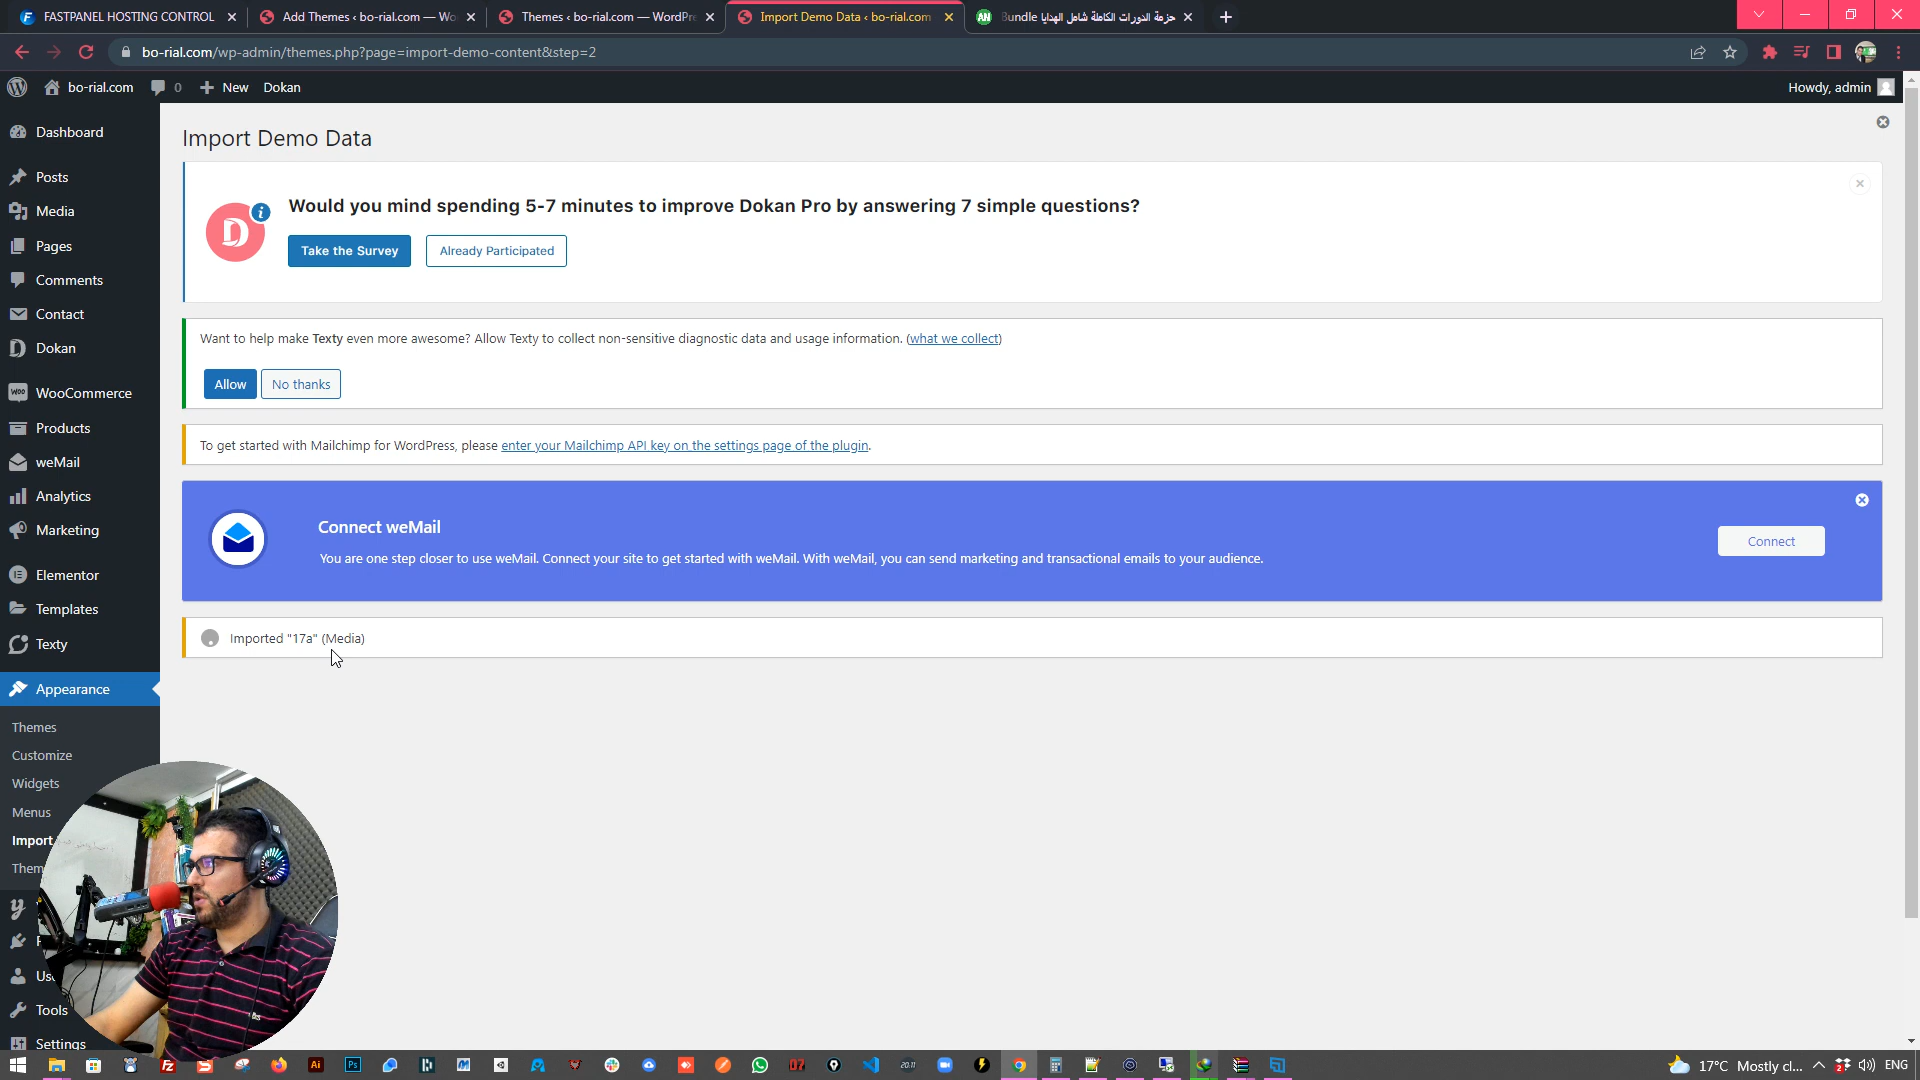 FASTPANEL HOSTING CONTROL
Add Themes ‹ bo-rial.com — Wo
Themes ‹ bo-rial.com — WordPre
Import Demo Data ‹ bo-rial.com
Bundle حزمة الدورات الكاملة شامل الهدايا
bo-rial.com/wp-admin/themes.php?page=import-demo-content&step=2
bo-rial.com
0
New
Dokan
Howdy, admin
Dashboard
Posts
Media
Pages
Comments
Contact
Dokan
WooCommerce
Products
weMail
Analytics
Marketing
Elementor
Templates
Texty
Appearance
Themes
Customize
Widgets
Menus
Import
Them
Tools
Settings
Import Demo Data
Would you mind spending 5-7 minutes to improve Dokan Pro by answering 7 simple questions?
Take the Survey
Already Participated
Want to help make Texty even more awesome? Allow Texty to collect non-sensitive diagnostic data and usage information. (what we collect)
Allow
No thanks
To get started with Mailchimp for WordPress, please enter your Mailchimp API key on the settings page of the plugin.
Connect weMail
You are one step closer to use weMail. Connect your site to get started with weMail. With weMail, you can send marketing and transactional emails to your audience.
Connect
Imported "17a" (Media)
17°C Mostly cl...
ENG